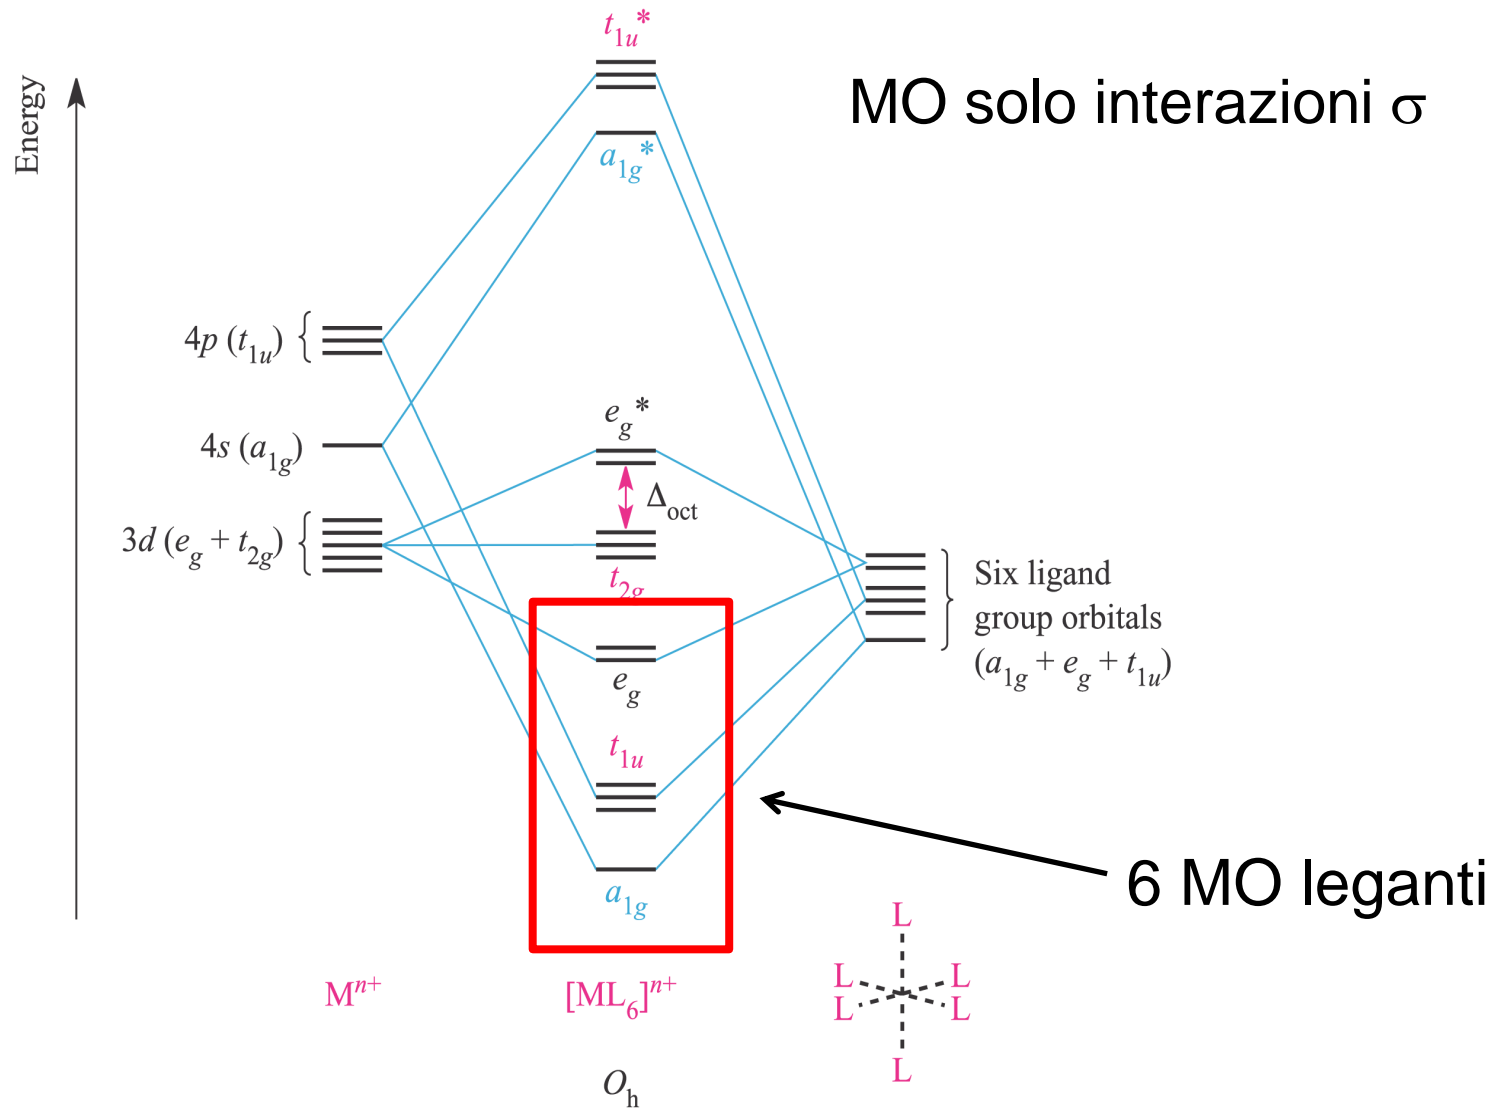 t1u*
MO solo interazioni σ
Energy
a1g*
4p (t1u)
eg*
4s (a1g)
Δoct
3d (eg + t2g)
t2g
Six ligand
group orbitals
(a1g + eg + t1u)
eg
t1u
6 MO leganti
a1g
L
L L
L L
L
Mn+
[ML6]n+
Oh